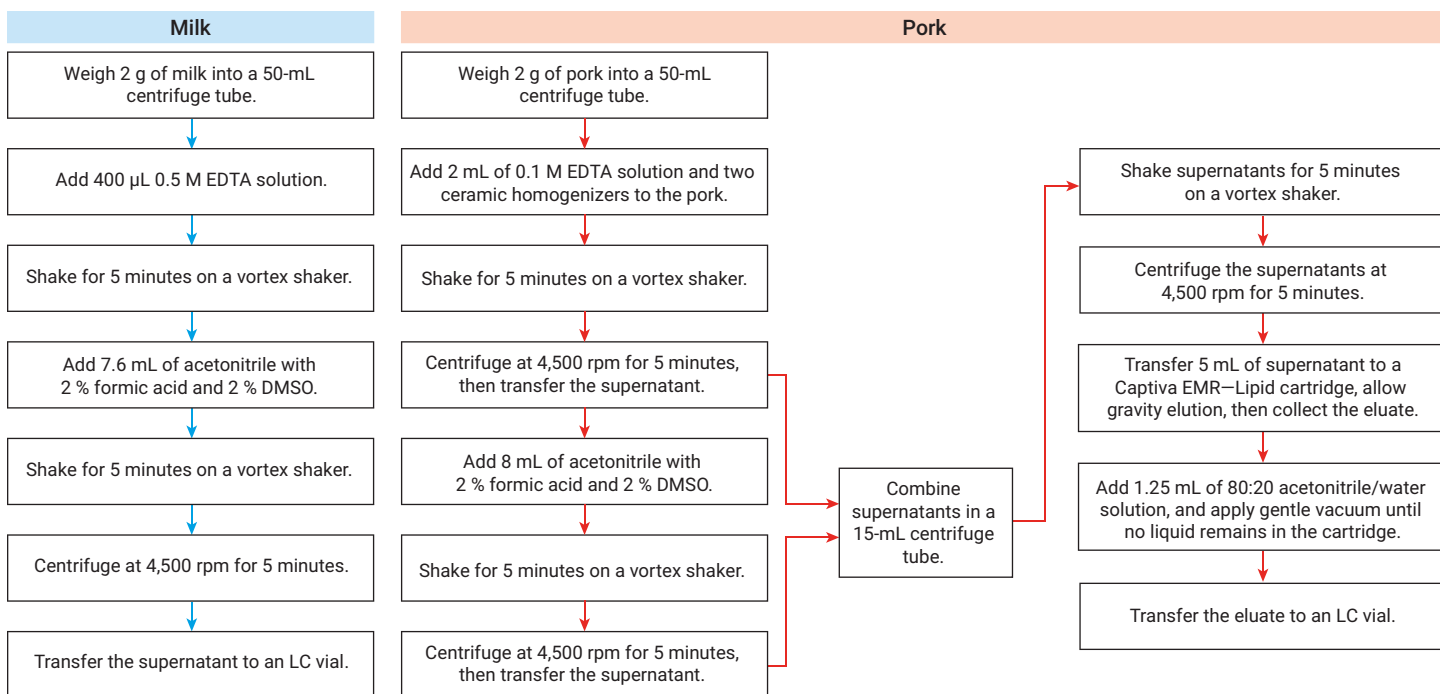 Milk
Weigh 2 g of milk into a 50-mL
centrifuge tube.
Add 400 µL 0.5 M EDTA solution.
Shake for 5 minutes on a vortex shaker.
Add 7.6 mL of acetonitrile with
2 % formic acid and 2 % DMSO.
Shake for 5 minutes on a vortex shaker.
Centrifuge at 4,500 rpm for 5 minutes.
Transfer the supernatant to an LC vial.
Pork
Weigh 2 g of pork into a 50-mL
centrifuge tube.
Add 2 mL of 0.1 M EDTA solution and two
ceramic homogenizers to the pork.
Shake for 5 minutes on a vortex shaker.
Centrifuge at 4,500 rpm for 5 minutes,
then transfer the supernatant.
Add 8 mL of acetonitrile with
2 % formic acid and 2 % DMSO.
Shake for 5 minutes on a vortex shaker.
Centrifuge at 4,500 rpm for 5 minutes,
then transfer the supernatant.
Combine
supernatants in a
15-mL centrifuge
tube.
Shake supernatants for 5 minutes
on a vortex shaker.
Centrifuge the supernatants at
4,500 rpm for 5 minutes.
Transfer 5 mL of supernatant to a
Captiva EMR—Lipid cartridge, allow
gravity elution, then collect the eluate.
Add 1.25 mL of 80:20 acetonitrile/water
solution, and apply gentle vacuum until
no liquid remains in the cartridge.
Transfer the eluate to an LC vial.